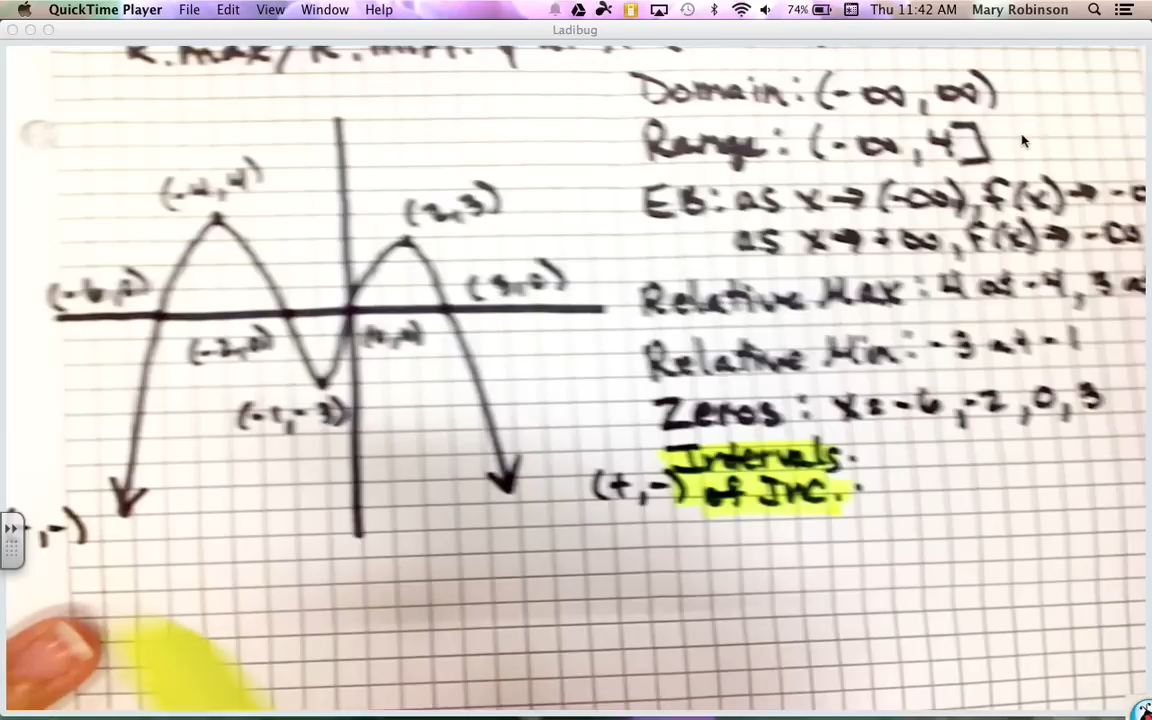 QuickTime Player File Edit View Window Help 74% Thu 11:42 AM Mary Robinson
Ladibug
Domain: (-∞, ∞)
Range: (-∞, 4]
EB: as x→(-∞), f(x)→ -
as x→+∞, f(x)→ -∞
Relative Max: 4 at -4, 3 a
Relative Min: -3 at -1
Zeros: x= -6, -2, 0, 3
Intervals
of Inc.:
(-4,4)
(2,3)
(-6,0)
(3,0)
(-2,0)
(0,0)
(-1,-3)
(+,-)
,-)